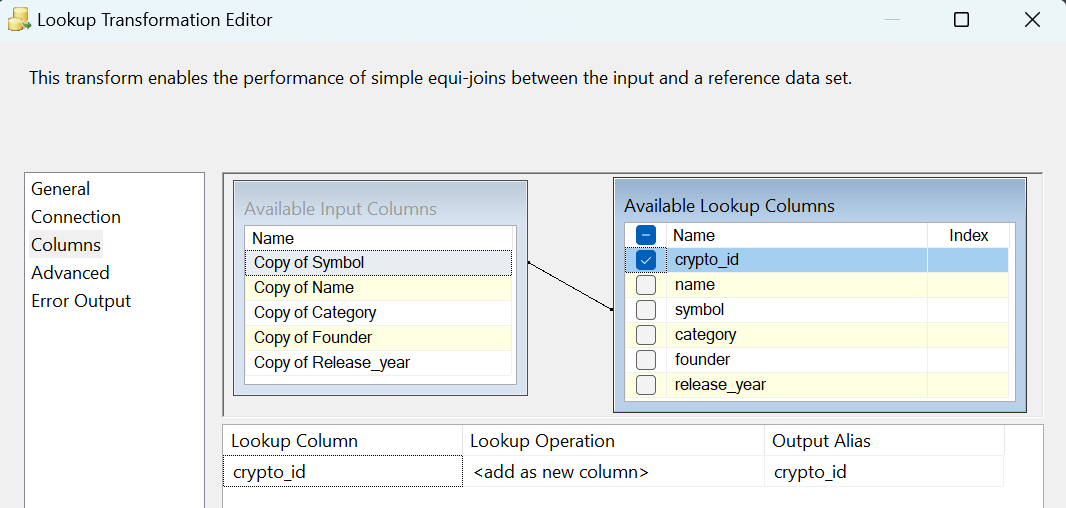 Lookup Transformation Editor
This transform enables the performance of simple equi-joins between the input and a reference data set.
General
Connection
Columns
Advanced
Error Output
Available Input Columns
Name
Copy of Symbol
Copy of Name
Copy of Category
Copy of Founder
Copy of Release_year
Available Lookup Columns
Name Index
crypto_id
name
symbol
category
founder
release_year
Lookup Column Lookup Operation Output Alias
crypto_id <add as new column> crypto_id